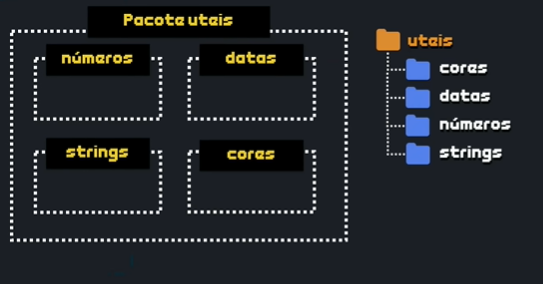 Pacote uteis
números
datas
strings
cores
uteis
cores
datas
números
strings